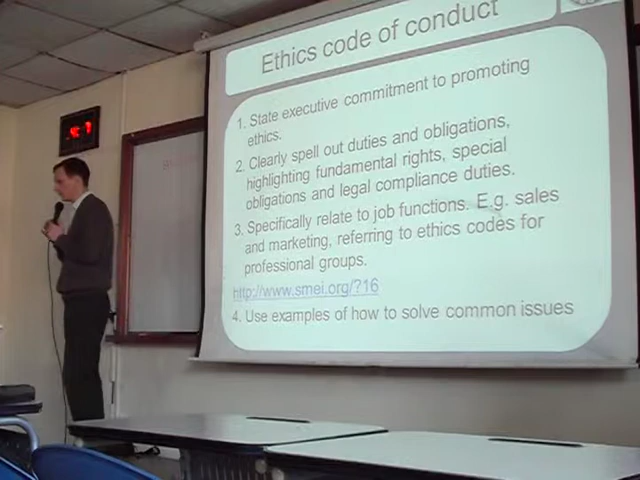 Ethics code of conduct
1. State executive commitment to promoting
ethics.
2. Clearly spell out duties and obligations,
highlighting fundamental rights, special
obligations and legal compliance duties.
3. Specifically relate to job functions. E.g. sales
and marketing, referring to ethics codes for
professional groups.
http://www.smei.org/?16
4. Use examples of how to solve common issues